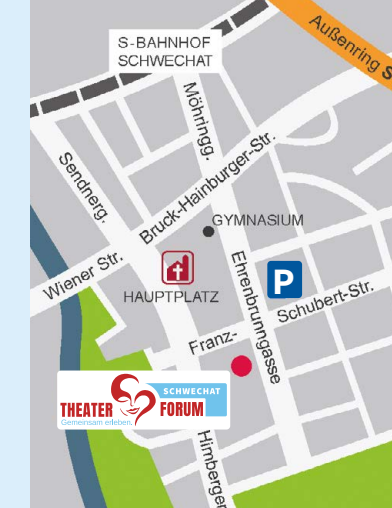 Außenring S
S-BAHNHOF
SCHWECHAT
Möhringg.
Sendnerg.
Bruck-Hainburger-Str.
GYMNASIUM
Wiener Str.
HAUPTPLATZ
Ehrenbrunngasse
P
Franz-
Schubert-Str.
SCHWECHAT
THEATER FORUM
Gemeinsam erleben.
Himberger